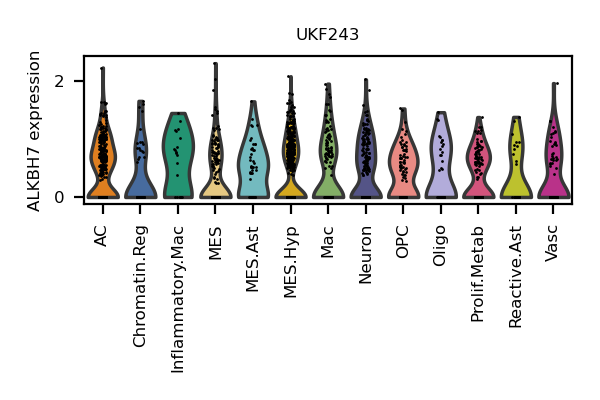 UKF243
ALKBH7 expression
2
0
AC
Chromatin.Reg
Inflammatory.Mac
MES
MES.Ast
MES.Hyp
Mac
Neuron
OPC
Oligo
Prolif.Metab
Reactive.Ast
Vasc